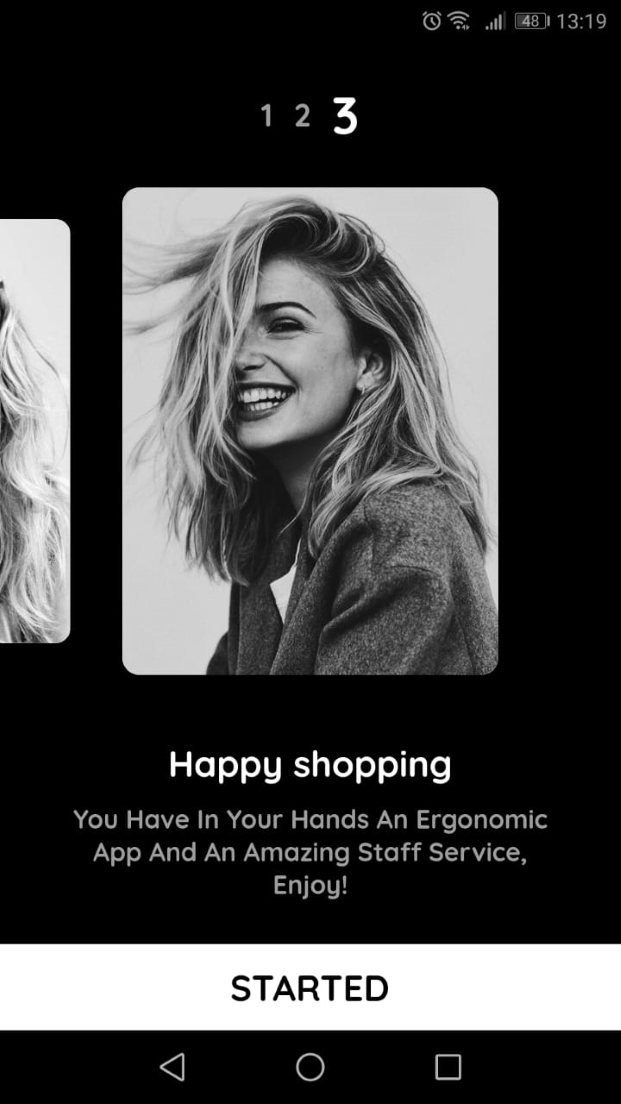 48 13:19
1 2 3
Happy shopping
You Have In Your Hands An Ergonomic
App And An Amazing Staff Service,
Enjoy!
STARTED